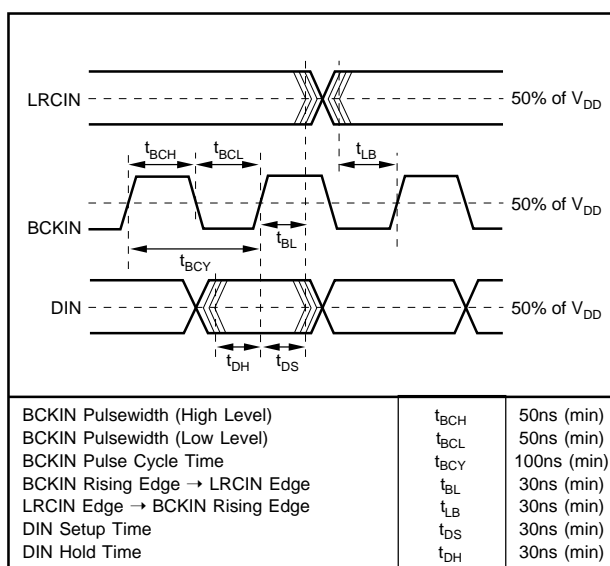 LRCIN
50% of VDD
tBCH
tBCL
tLB
BCKIN
50% of VDD
tBL
tBCY
DIN
50% of VDD
tDH
tDS
BCKIN Pulsewidth (High Level) tBCH 50ns (min)
BCKIN Pulsewidth (Low Level) tBCL 50ns (min)
BCKIN Pulse Cycle Time tBCY 100ns (min)
BCKIN Rising Edge → LRCIN Edge tBL 30ns (min)
LRCIN Edge → BCKIN Rising Edge tLB 30ns (min)
DIN Setup Time tDS 30ns (min)
DIN Hold Time tDH 30ns (min)